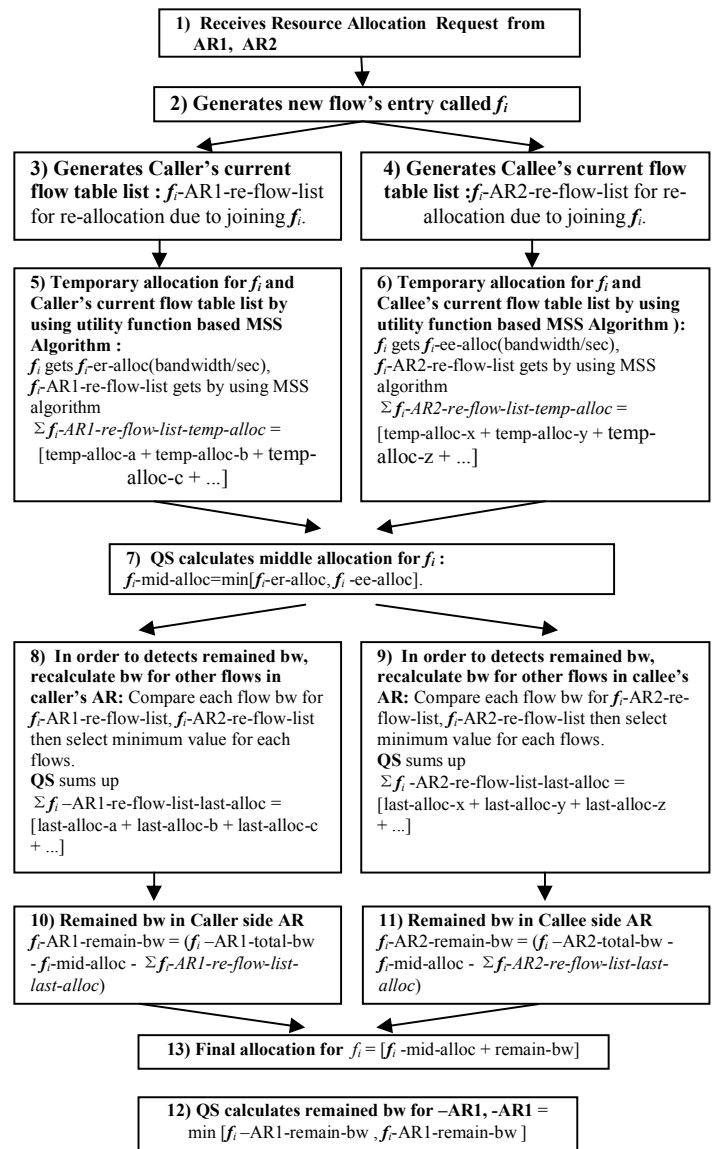 1) Receives Resource Allocation Request from
AR1, AR2
2) Generates new flow's entry called fi
3) Generates Caller's current
flow table list : fi-AR1-re-flow-list
for re-allocation due to joining fi.
4) Generates Callee's current flow
table list :fi-AR2-re-flow-list for re-
allocation due to joining fi.
5) Temporary allocation for fi and
Caller's current flow table list by
using utility function based MSS
Algorithm :
fi gets fi-er-alloc(bandwidth/sec),
fi-AR1-re-flow-list gets by using MSS
algorithm
Σfi-AR1-re-flow-list-temp-alloc =
[temp-alloc-a + temp-alloc-b + temp-
alloc-c + ...]
6) Temporary allocation for fi and
Callee's current flow table list by using
utility function based MSS Algorithm ):
fi gets fi-ee-alloc(bandwidth/sec),
fi-AR2-re-flow-list gets by using MSS
algorithm
Σfi-AR2-re-flow-list-temp-alloc =
[temp-alloc-x + temp-alloc-y + temp-
alloc-z + ...]
7) QS calculates middle allocation for fi :
fi-mid-alloc=min[fi-er-alloc, fi -ee-alloc].
8) In order to detects remained bw,
recalculate bw for other flows in
caller's AR: Compare each flow bw for
fi-AR1-re-flow-list, fi-AR2-re-flow-list
then select minimum value for each
flows.
QS sums up
Σfi –AR1-re-flow-list-last-alloc =
[last-alloc-a + last-alloc-b + last-alloc-c
+ ...]
9) In order to detects remained bw,
recalculate bw for other flows in callee's
AR: Compare each flow bw for fi-AR2-re-
flow-list, fi-AR2-re-flow-list then select
minimum value for each flows.
QS sums up
Σfi -AR2-re-flow-list-last-alloc =
[last-alloc-x + last-alloc-y + last-alloc-z
+ ...]
10) Remained bw in Caller side AR
fi-AR1-remain-bw = (fi –AR1-total-bw
- fi-mid-alloc - Σfi-AR1-re-flow-list-
last-alloc)
11) Remained bw in Callee side AR
fi-AR2-remain-bw = (fi –AR2-total-bw -
fi-mid-alloc - Σfi-AR2-re-flow-list-last-
alloc)
13) Final allocation for fi = [fi -mid-alloc + remain-bw]
12) QS calculates remained bw for –AR1, -AR1 =
min [fi –AR1-remain-bw , fi-AR1-remain-bw ]